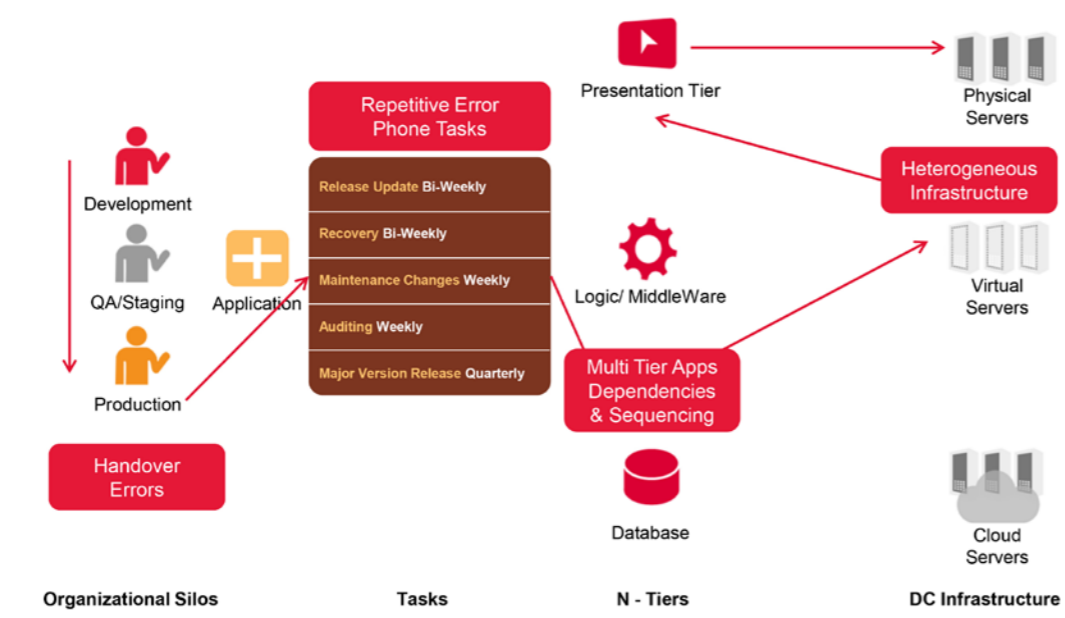 Development
QA/Staging
Production
Handover
Errors
Organizational Silos
Application
Repetitive Error
Phone Tasks
Release Update Bi-Weekly
Recovery Bi-Weekly
Maintenance Changes Weekly
Auditing Weekly
Major Version Release Quarterly
Tasks
Presentation Tier
Logic/ MiddleWare
Multi Tier Apps
Dependencies
& Sequencing
Database
N - Tiers
Physical
Servers
Heterogeneous
Infrastructure
Virtual
Servers
Cloud
Servers
DC Infrastructure